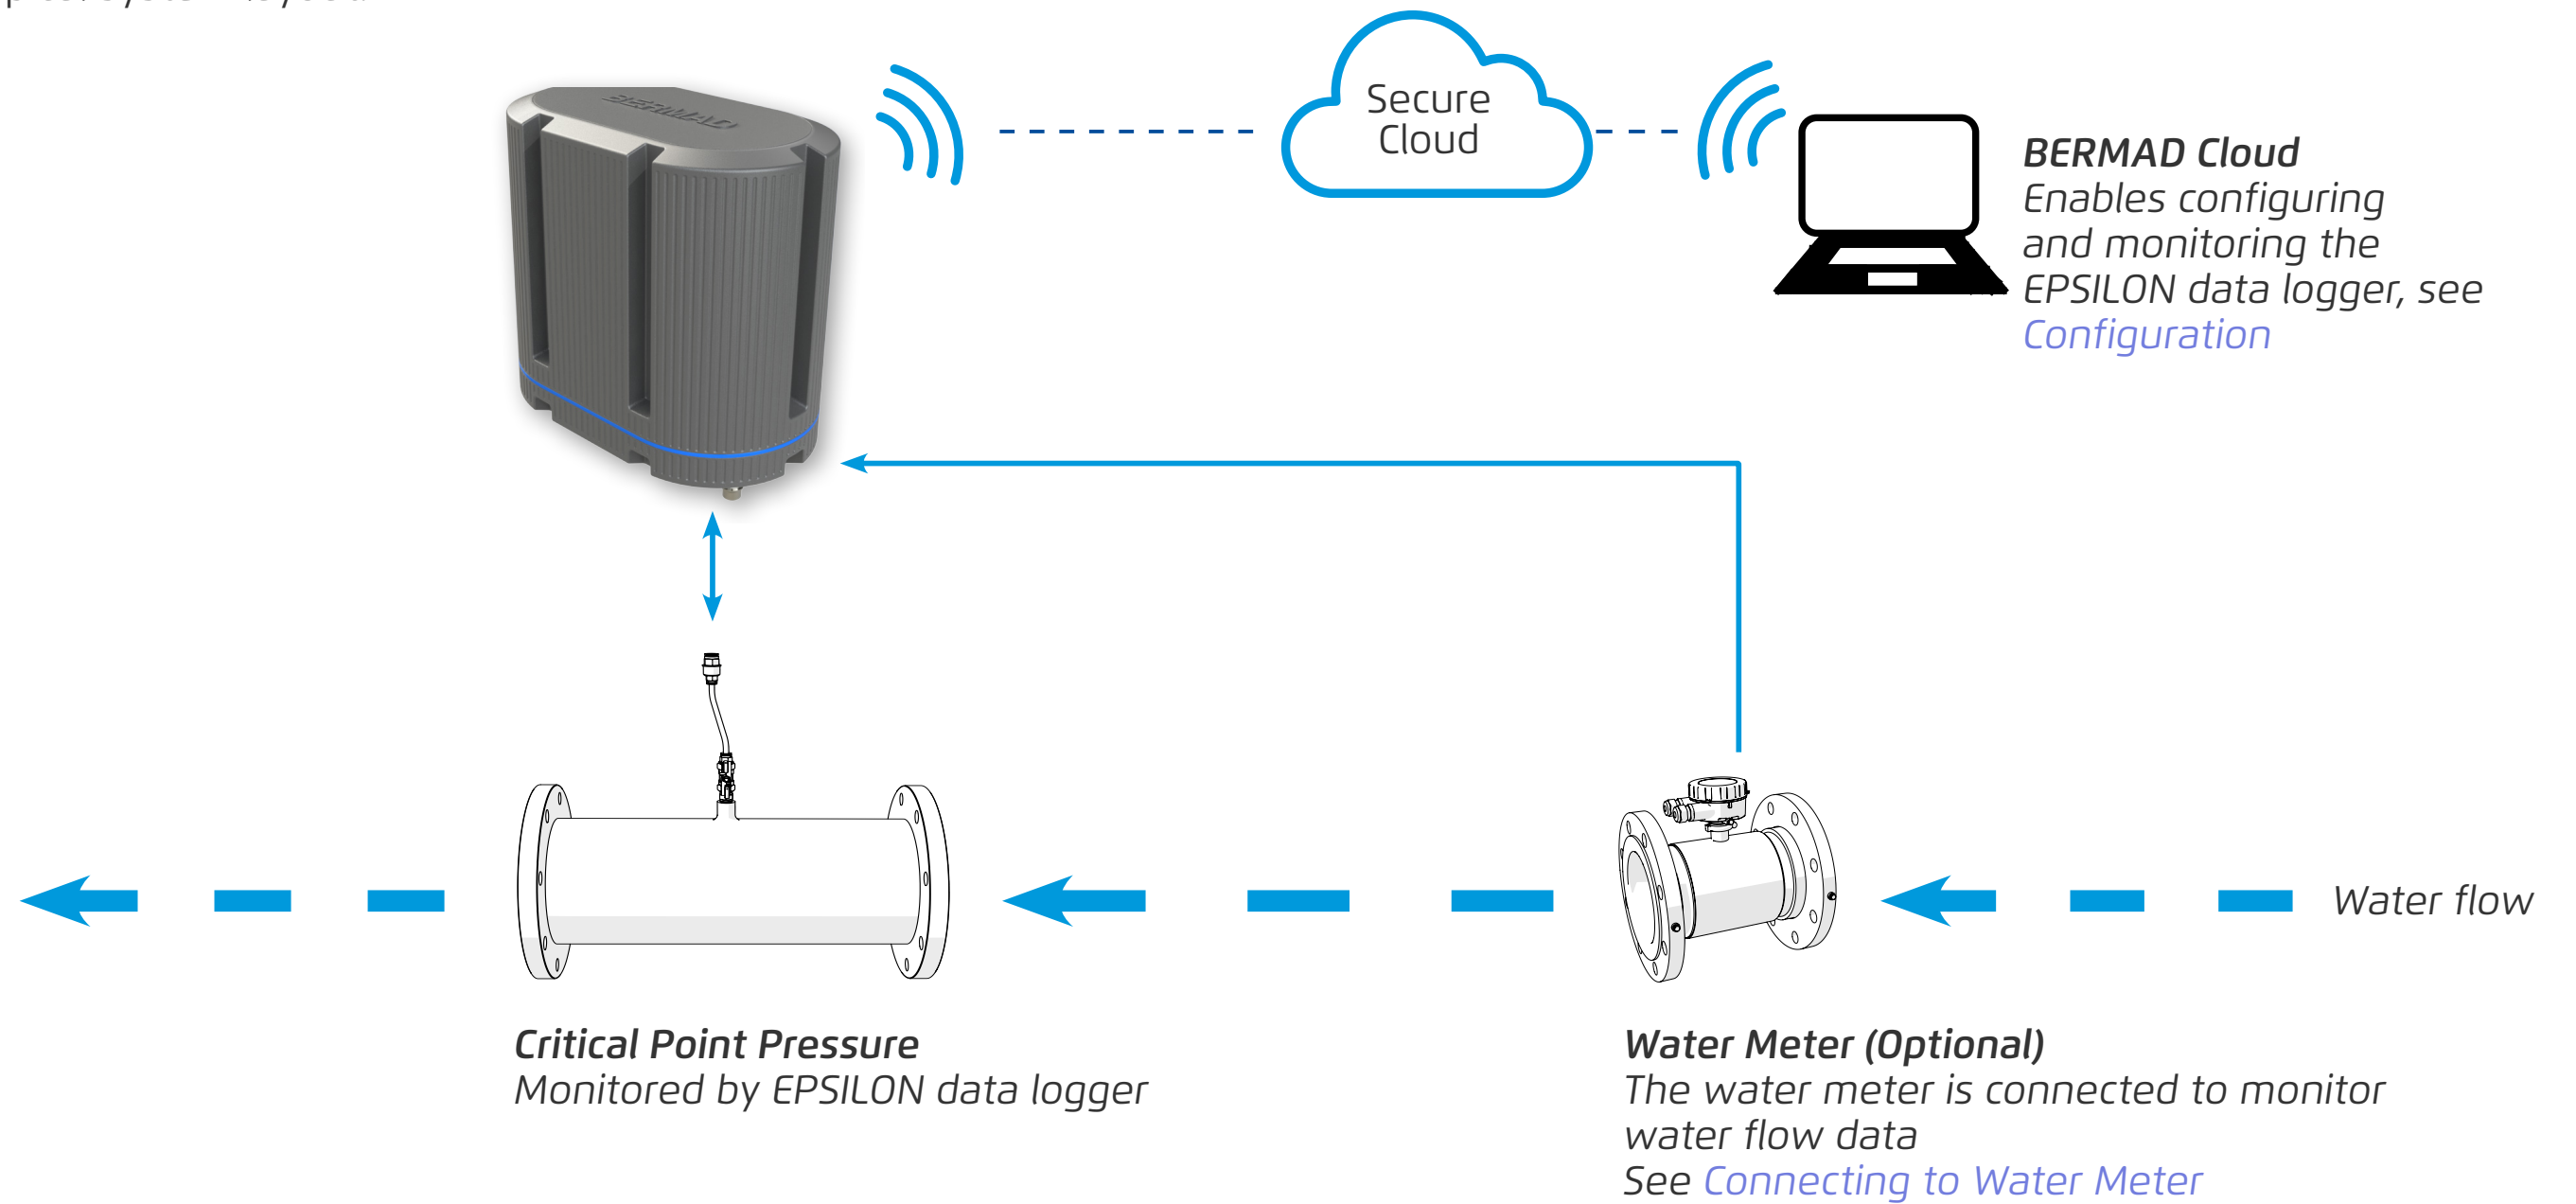 Secure
Cloud
BERMAD
BERMAD Cloud
Enables configuring
and monitoring the
EPSILON data logger, see
Configuration
Water flow
Critical Point Pressure
Monitored by EPSILON data logger
Water Meter (Optional)
The water meter is connected to monitor
water flow data
See Connecting to Water Meter